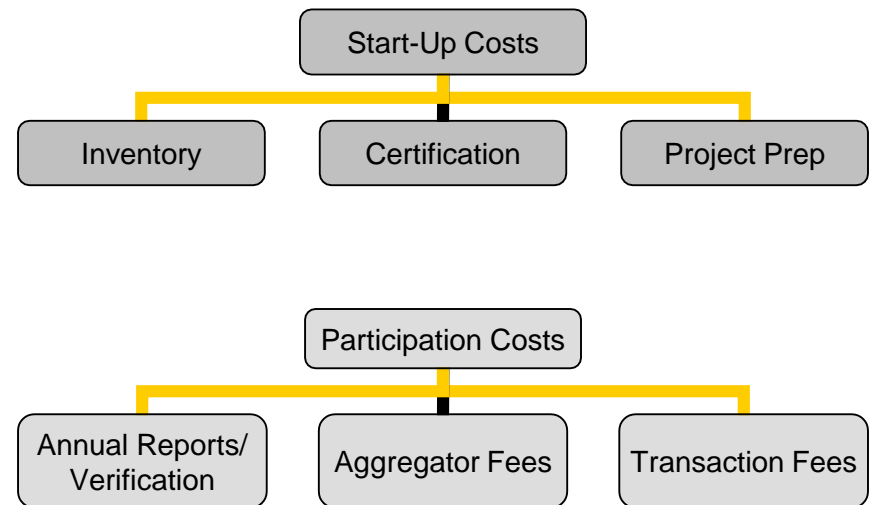 Start-Up Costs
Inventory
Certification
Project Prep
Participation Costs
Annual Reports/
Verification
Aggregator Fees
Transaction Fees